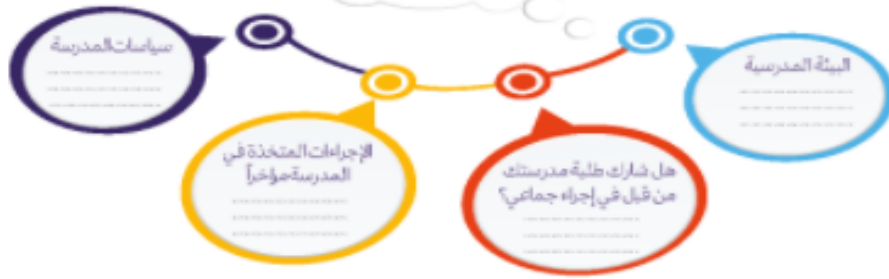 البيئة المدرسية
هل شارك طلبة مدرستك
من قبل في إجراء جماعي؟
الإجراءات المتخذة في
المدرسة مؤخراً
سياسات المدرسة